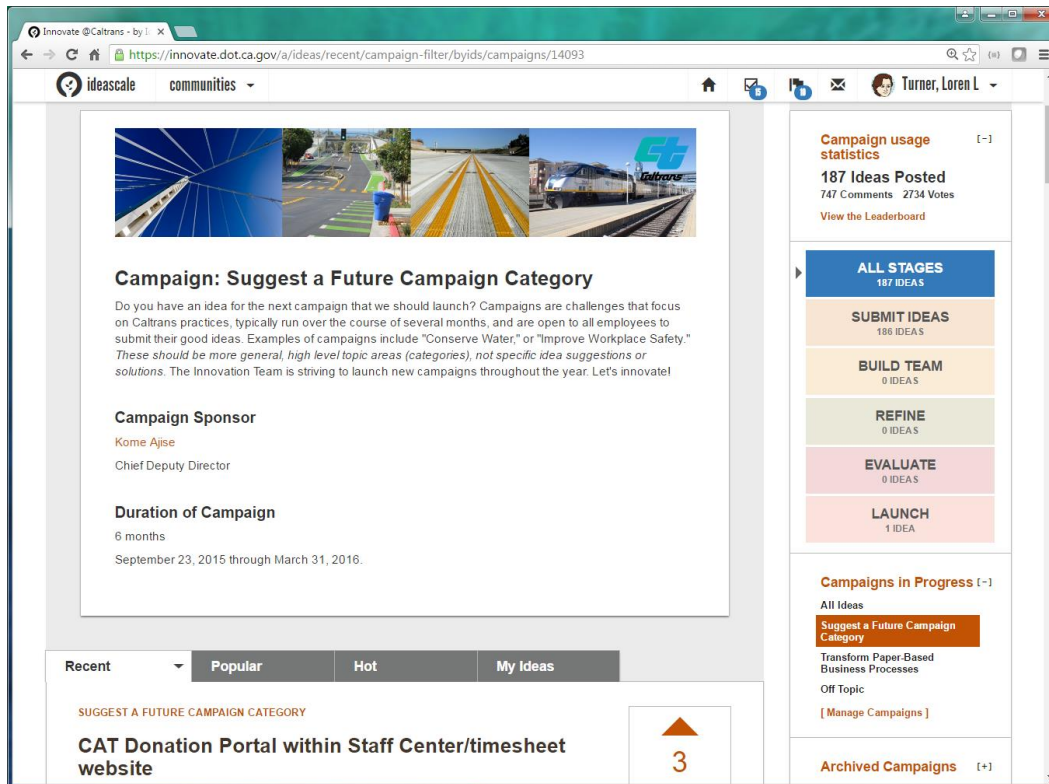 Innovate @Caltrans - by I
https://innovate.dot.ca.gov/a/ideas/recent/campaign-filter/byids/campaigns/14093
ideascale communities Turner, Loren L
Caltrans
Campaign: Suggest a Future Campaign Category
Do you have an idea for the next campaign that we should launch? Campaigns are challenges that focus
on Caltrans practices, typically run over the course of several months, and are open to all employees to
submit their good ideas. Examples of campaigns include "Conserve Water," or "Improve Workplace Safety."
These should be more general, high level topic areas (categories), not specific idea suggestions or
solutions. The Innovation Team is striving to launch new campaigns throughout the year. Let's innovate!
Campaign Sponsor
Kome Ajise
Chief Deputy Director
Duration of Campaign
6 months
September 23, 2015 through March 31, 2016.
Recent Popular Hot My Ideas
SUGGEST A FUTURE CAMPAIGN CATEGORY
CAT Donation Portal within Staff Center/timesheet
website
3
Campaign usage [-]
statistics
187 Ideas Posted
747 Comments 2734 Votes
View the Leaderboard
ALL STAGES
187 IDEAS
SUBMIT IDEAS
186 IDEAS
BUILD TEAM
0 IDEAS
REFINE
0 IDEAS
EVALUATE
0 IDEAS
LAUNCH
1 IDEA
Campaigns in Progress [-]
All Ideas
Suggest a Future Campaign
Category
Transform Paper-Based
Business Processes
Off Topic
[ Manage Campaigns ]
Archived Campaigns [+]